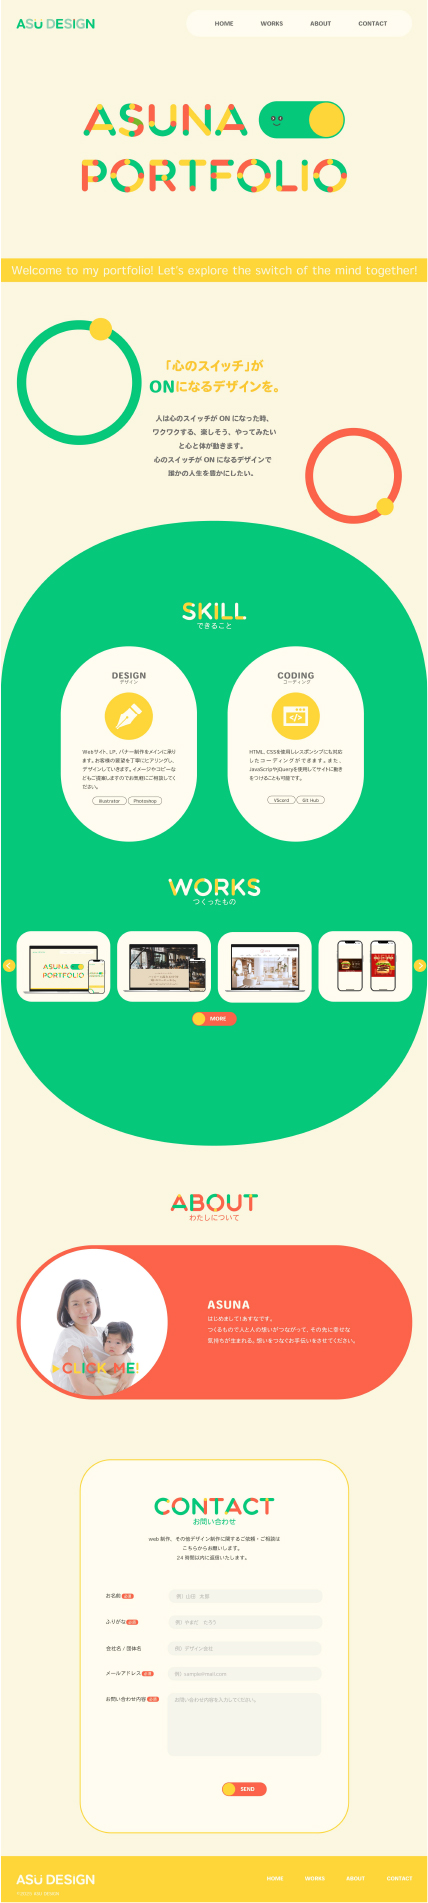 ASU DESIGN
HOME WORKS ABOUT CONTACT
ASUNA
PORTFOLIO
Welcome to my portfolio! Let's explore the switch of the mind together!
「心のスイッチ」が
ONになるデザインを。
人は心のスイッチが ON になった時、
ワクワクする、楽しそう、やってみたい
と心と体が動きます。
心のスイッチが ON になるデザインで
誰かの人生を豊かにしたい。
SKILL
できること
DESIGN
デザイン
Webサイト、LP、バナー制作をメインに承り
ます。お客様の要望を丁寧にヒアリングし、
デザインしていきます。イメージやコピーな
どもご提案しますのでお気軽にご相談してく
ださい。
Illustrator Photoshop
CODING
コーディング
HTML、CSSを使用しレスポンシブにも対応
したコーディングができます。また、
JavaScriptやjQueryを使用してサイトに動き
をつけることも可能です。
VScord Git Hub
WORKS
つくったもの
ASUNA
PORTFOLIO
MORE
ABOUT
わたしについて
CLICK ME!
ASUNA
はじめまして!あすなです。
つくるもので人と人の想いがつながって、その先に幸せな
気持ちが生まれる。想いをつなぐお手伝いをさせてください。
CONTACT
お問い合わせ
web 制作、その他デザイン制作に関するご依頼・ご相談は
こちらからお願いします。
24 時間以内に返信いたします。
お名前 必須 例）山田 太郎
ふりがな 必須 例）やまだ たろう
会社名 / 団体名 例）デザイン会社
メールアドレス 必須 例）sample@mail.com
お問い合わせ内容 必須 お問い合わせ内容を入力してください。
SEND
ASU DESIGN
HOME WORKS ABOUT CONTACT